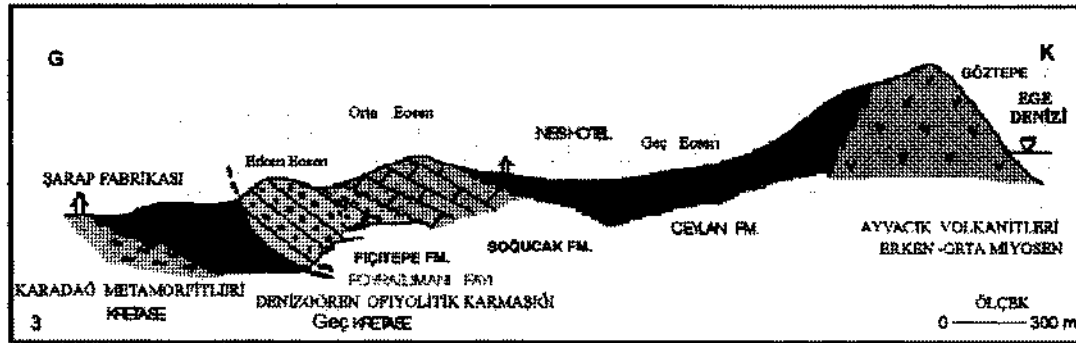 G
K
GÖZTEPE
EGE
DENİZİ
Orta Eosen
NESHOTEL
Geç Eosen
Erken Eosen
ŞARAP FABRİKASI
SOĞUCAK FM.
CEYLAN FM.
AYVACIK VOLKANİTLERİ
ERKEN-ORTA MİYOSEN
FIÇITEPE FM.
POYRAZLIMANI FAYI
KARADAĞ METAMORFİTLERİ
KRETASE
DENİZGÖREN OFİYOLİTİK KARMAŞIĞI
Geç KRETASE
ÖLÇEK
0 300 m
3